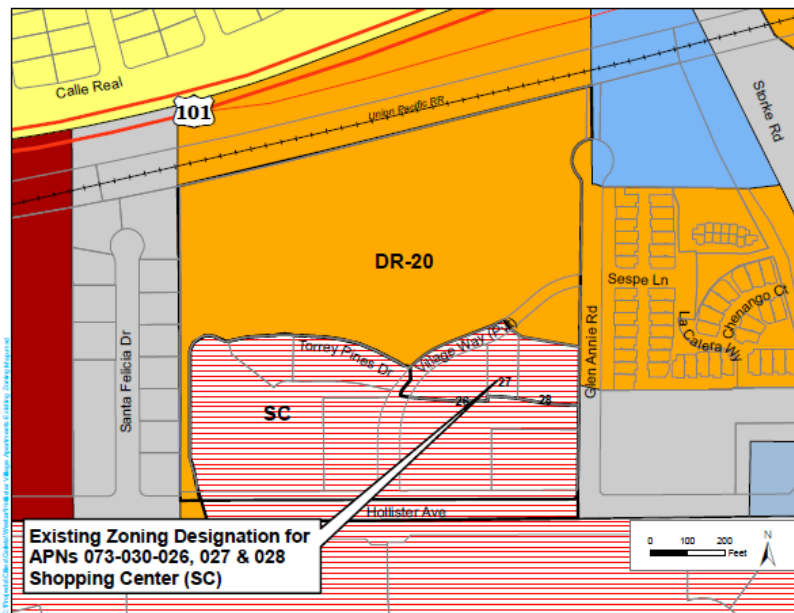 Calle Real
101
Union Pacific RR
Storke Rd
DR-20
Sespe Ln
Chenango Ct
La Caleta Wy
Glen Annie Rd
Santa Felicia Dr
Torrey Pines Dr
Village Way (Pvt)
27
26
28
SC
Hollister Ave
Existing Zoning Designation for
APNs 073-030-026, 027 & 028
Shopping Center (SC)
0 100 200
Feet
N